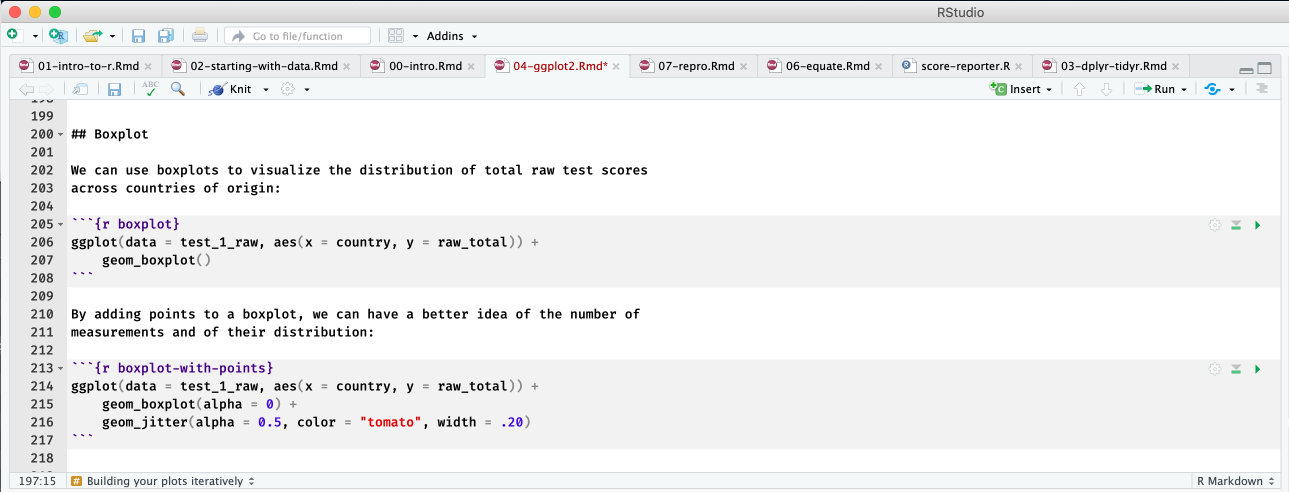 RStudio
Go to file/function
Addins
01-intro-to-r.Rmd
02-starting-with-data.Rmd
00-intro.Rmd
04-ggplot2.Rmd*
07-repro.Rmd
06-equate.Rmd
score-reporter.R
03-dplyr-tidyr.Rmd
ABC
Knit
Insert
Run
199
200 ## Boxplot
201
202 We can use boxplots to visualize the distribution of total raw test scores
203 across countries of origin:
204
205 ```{r boxplot}
206 ggplot(data = test_1_raw, aes(x = country, y = raw_total)) +
207     geom_boxplot()
208 ```
209
210 By adding points to a boxplot, we can have a better idea of the number of
211 measurements and of their distribution:
212
213 ```{r boxplot-with-points}
214 ggplot(data = test_1_raw, aes(x = country, y = raw_total)) +
215     geom_boxplot(alpha = 0) +
216     geom_jitter(alpha = 0.5, color = "tomato", width = .20)
217 ```
218
197:15 # Building your plots iteratively
R Markdown